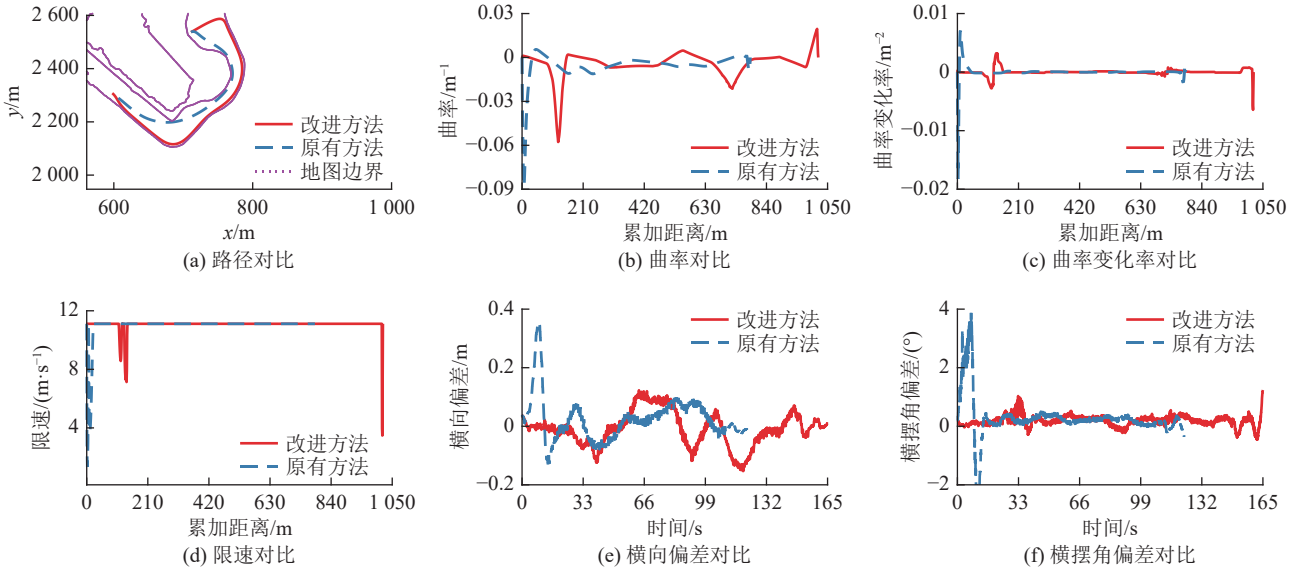 2 600
2 400
2 200
2 000
y/m
600
800
1 000
x/m
改进方法
原有方法
地图边界
(a) 路径对比
0.03
0
−0.03
−0.06
−0.09
曲率/m⁻¹
0
210
420
630
840
1 050
累加距离/m
改进方法
原有方法
(b) 曲率对比
0.01
0
−0.01
−0.02
曲率变化率/m⁻²
0
210
420
630
840
1 050
累加距离/m
改进方法
原有方法
(c) 曲率变化率对比
12
8
4
限速/(m·s⁻¹)
0
210
420
630
840
1 050
累加距离/m
改进方法
原有方法
(d) 限速对比
0.4
0.2
0
−0.2
横向偏差/m
0
33
66
99
132
165
时间/s
改进方法
原有方法
(e) 横向偏差对比
4
2
0
−2
横摆角偏差/(°)
0
33
66
99
132
165
时间/s
改进方法
原有方法
(f) 横摆角偏差对比